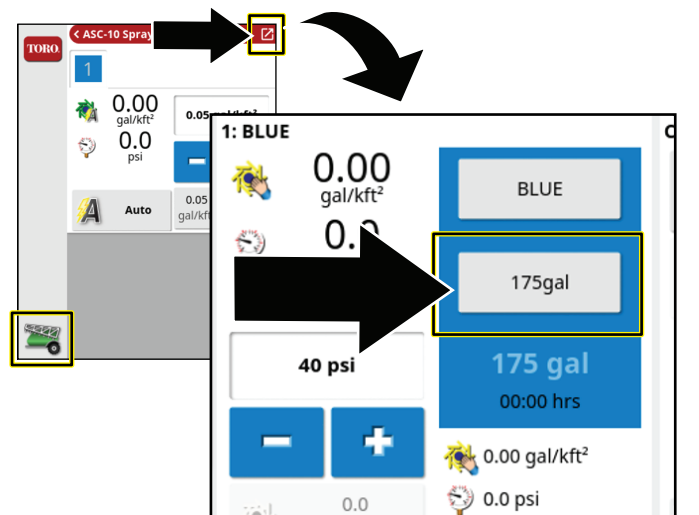 TORO.
ASC-10 Spray
1
0.00
gal/kft²
0.0
psi
0.05
Auto
0.05
gal/kf
1: BLUE
0.00
gal/kft²
0.0
40 psi
0.0
BLUE
175gal
175 gal
00:00 hrs
0.00 gal/kft²
0.0 psi